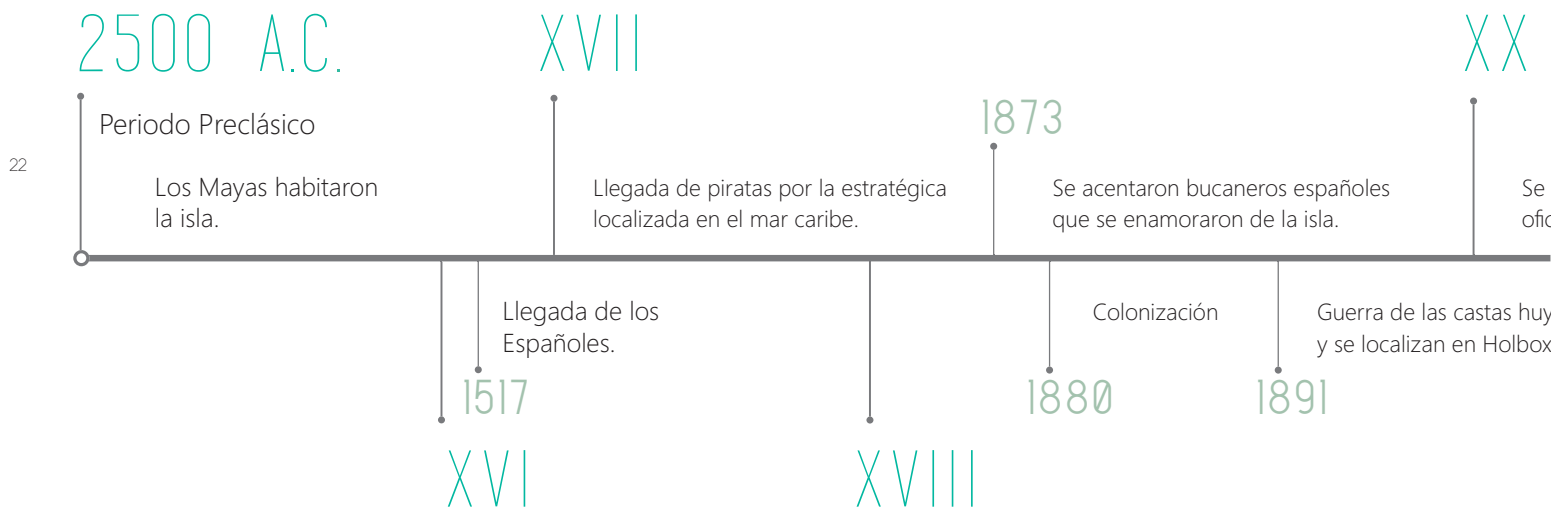 2500 A.C.
XVII
XX
Periodo Preclásico
1873
22
Los Mayas habitaron
la isla.
Llegada de piratas por la estratégica
localizada en el mar caribe.
Se acentaron bucaneros españoles
que se enamoraron de la isla.
Se
Llegada de los
Españoles.
Colonización
Guerra de las castas huy
y se localizan en Holbox
1517
1880
1891
XVI
XVIII